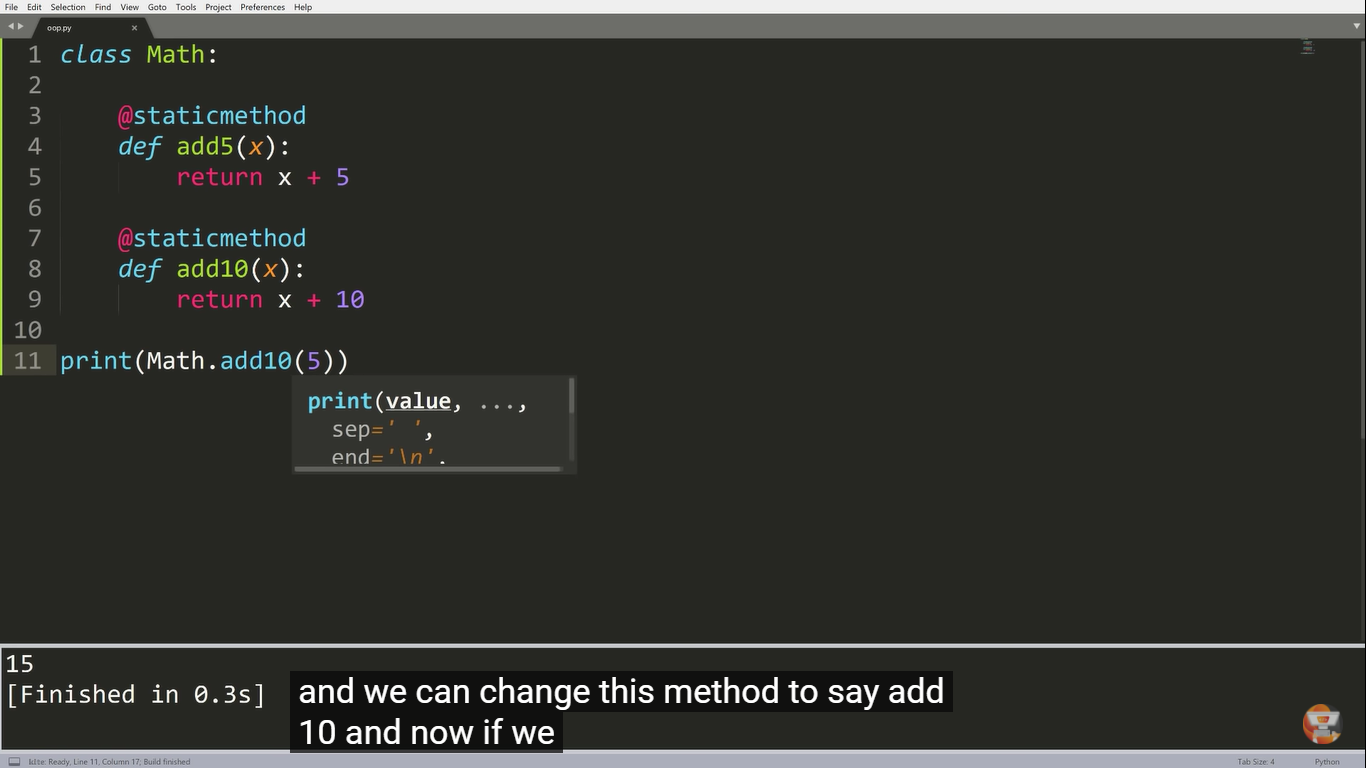 File Edit Selection Find View Goto Tools Project Preferences Help
oop.py ×
1 class Math:
2
3     @staticmethod
4     def add5(x):
5         return x + 5
6
7     @staticmethod
8     def add10(x):
9         return x + 10
10
11 print(Math.add10(5))
print(value, ...,
sep=' ',
end='\n',
15
[Finished in 0.3s]
and we can change this method to say add
10 and now if we
kite: Ready, Line 11, Column 17; Build finished Tab Size: 4 Python